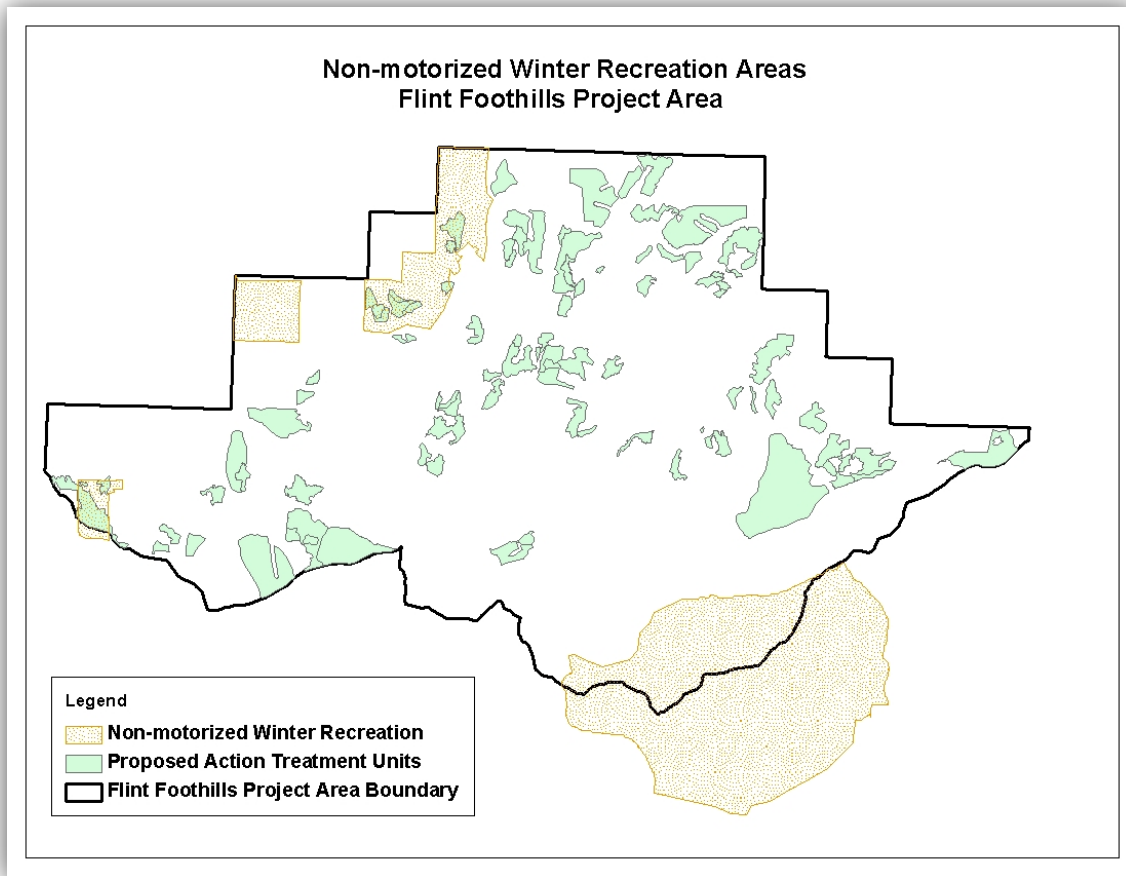 Non-motorized Winter Recreation Areas
Flint Foothills Project Area
Legend
Non-motorized Winter Recreation
Proposed Action Treatment Units
Flint Foothills Project Area Boundary